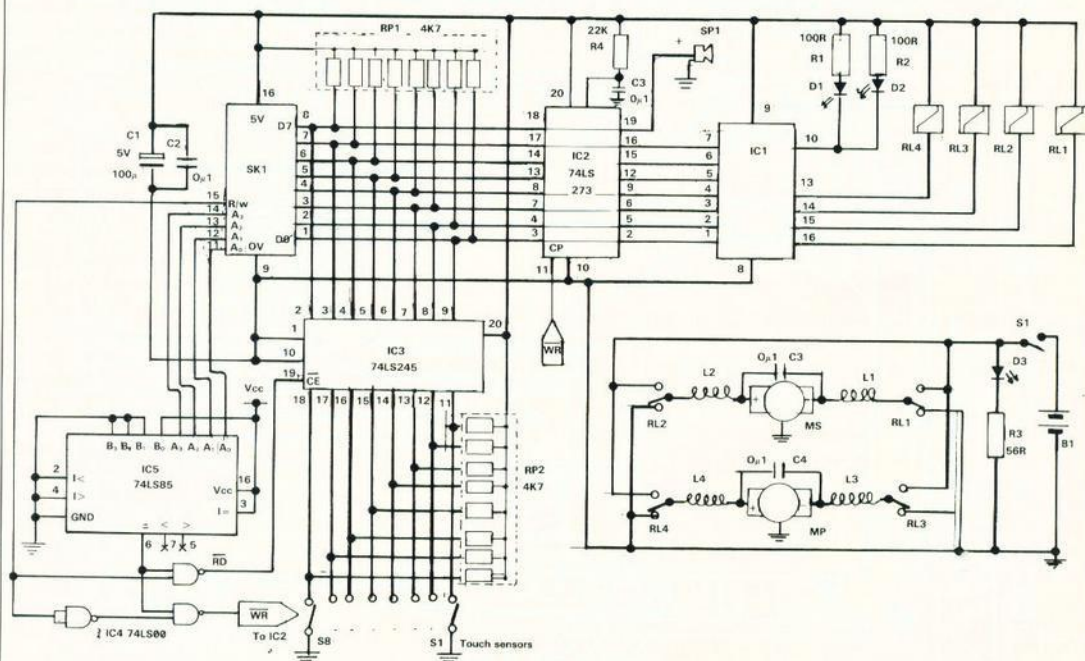 RP1 4K7
22K
R4
C3
0μ1
SP1
+
100R
R1
100R
R2
D1
D2
16
5V
SK1
C1
5V
100μ
C2
0μ1
8
D7
7
6
5
4
3
2
1
D0
15
R/w
14
A3
13
A2
12
A1
11
A0
OV
9
20
18
19
17
16
14
15
13
12
8
9
7
6
4
5
3
2
IC2
74LS
273
CP
11
10
WR
9
7
6
5
4
3
2
1
IC1
10
13
14
15
16
8
RL4
RL3
RL2
RL1
2
3
4
5
6
7
8
9
1
10
19
CE
20
IC3
74LS245
18
17
16
15
14
13
12
11
RP2
4K7
Vcc
B0
A3
A2
A1
A0
IC5
74LS85
2
I<
4
I>
GND
16
Vcc
3
I=
=
<
>
6
7
5
RD
WR
To IC2
IC4 74LS00
S8
S1
Touch sensors
L2
0μ1
C3
L1
MS
RL2
RL1
L4
0μ1
C4
L3
MP
RL4
RL3
S1
D3
R3
56R
B1